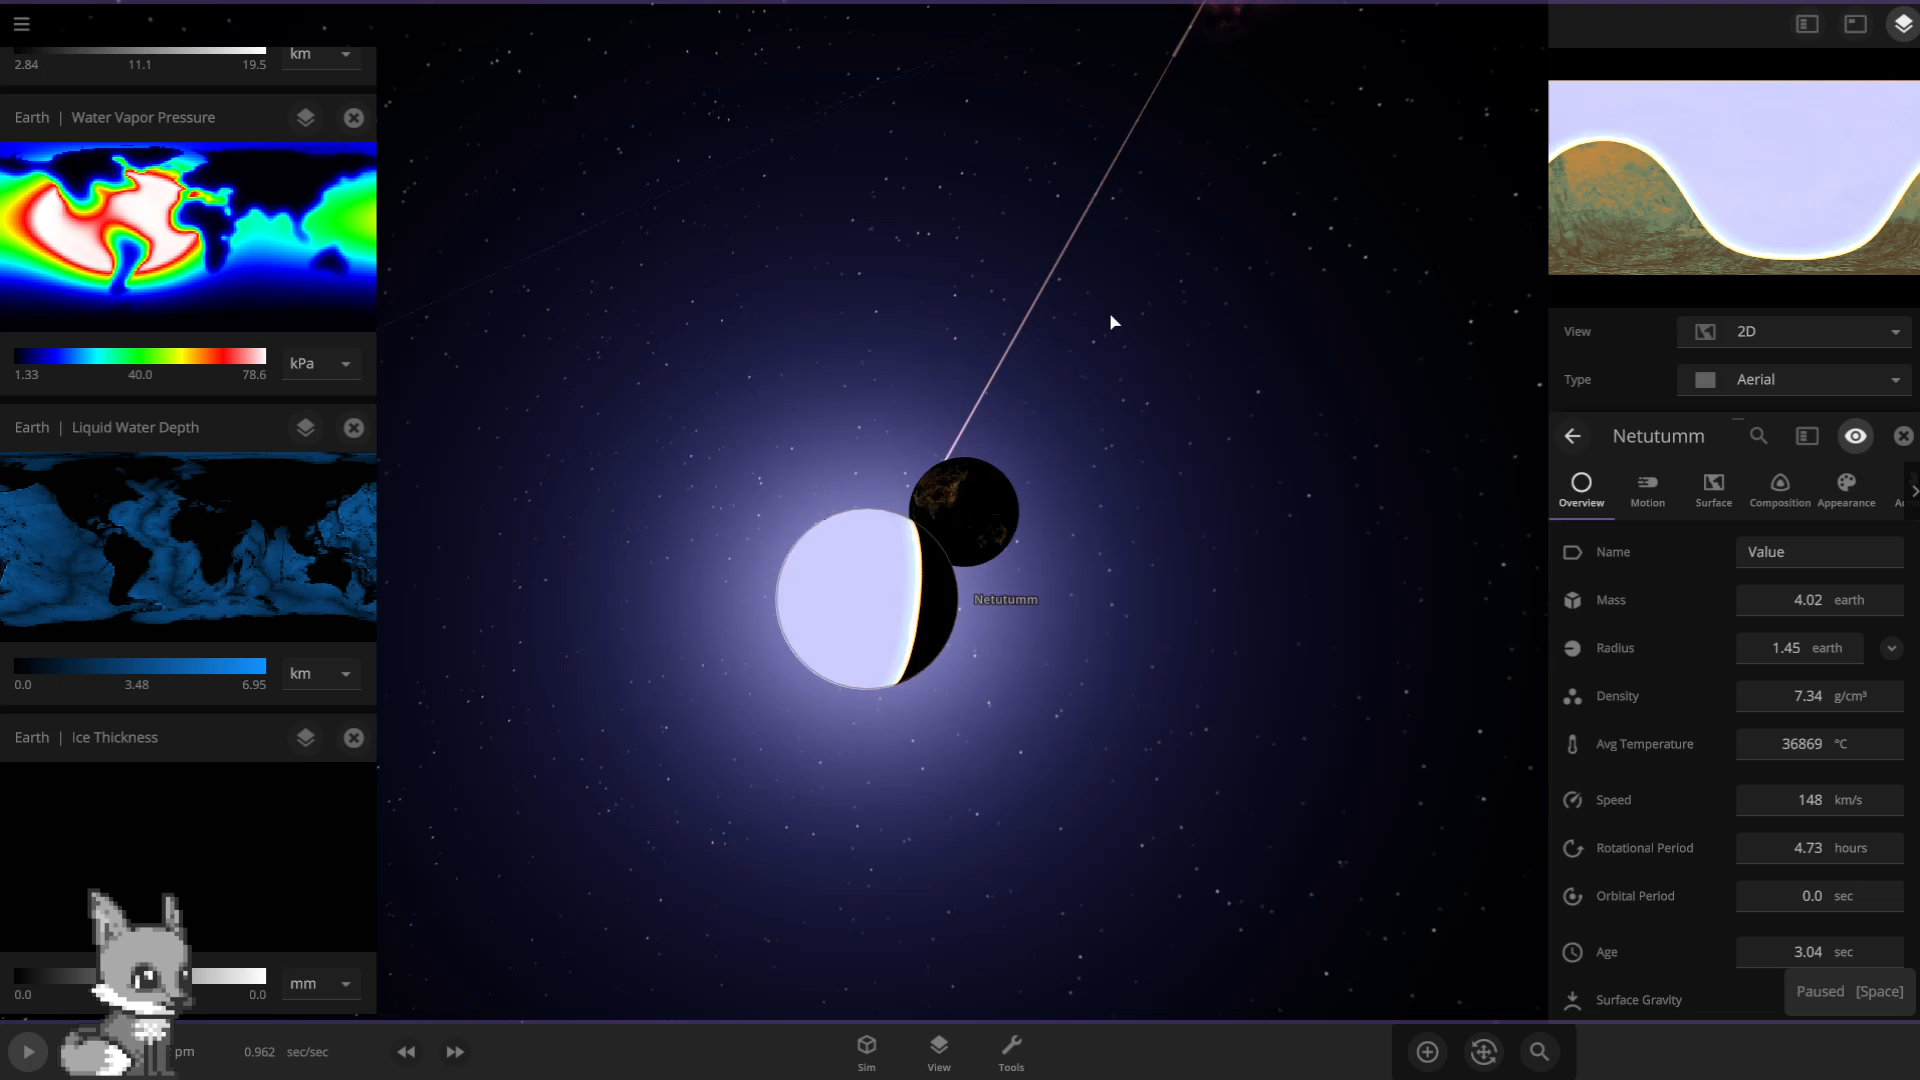 km
2.84 11.1 19.5
Earth | Water Vapor Pressure
kPa
1.33 40.0 78.6
Earth | Liquid Water Depth
km
0.0 3.48 6.95
Earth | Ice Thickness
mm
0.0 0.0
pm 0.962 sec/sec
Netutumm
Sim View Tools
View 2D
Type Aerial
Netutumm
Overview Motion Surface Composition Appearance
Name Value
Mass 4.02 earth
Radius 1.45 earth
Density 7.34 g/cm³
Avg Temperature 36869 °C
Speed 148 km/s
Rotational Period 4.73 hours
Orbital Period 0.0 sec
Age 3.04 sec
Surface Gravity
Paused [Space]